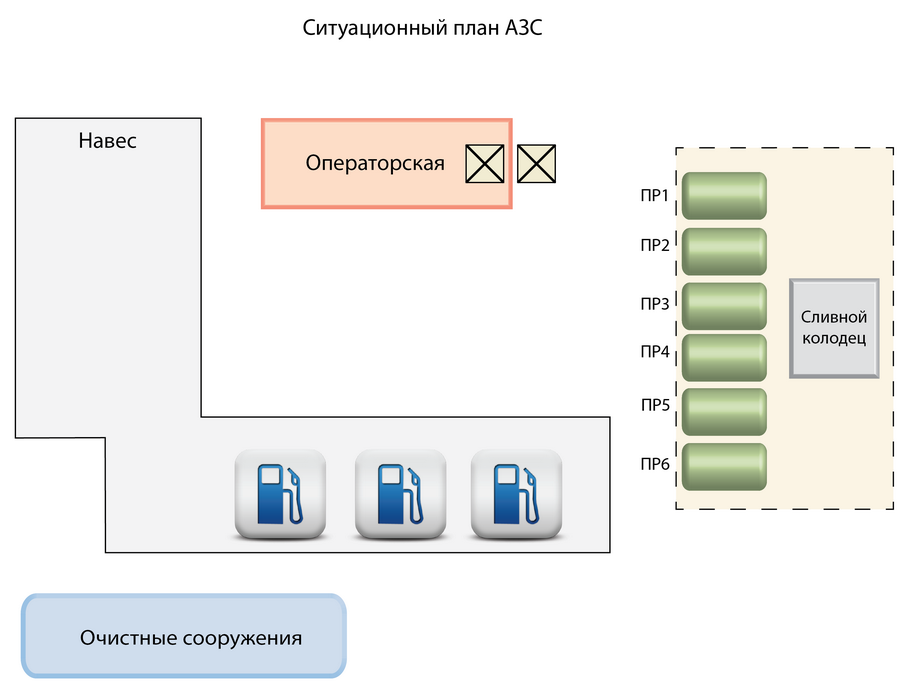 Ситуационный план АЗС
Навес
Операторская
ПР1
ПР2
ПР3
Сливной
колодец
ПР4
ПР5
ПР6
Очистные сооружения